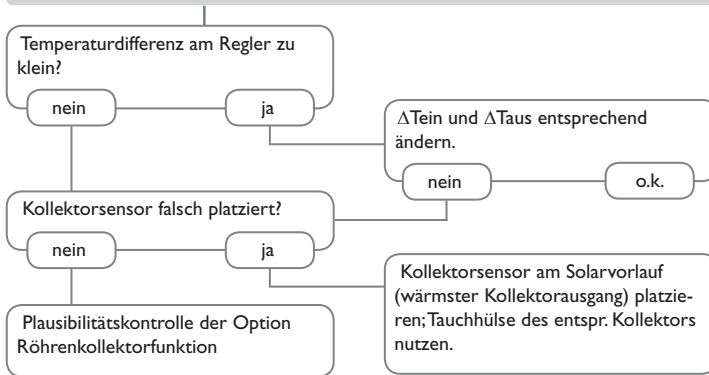 Temperaturdifferenz am Regler zu
klein?
nein
ja
ΔTein und ΔTaus entsprechend
ändern.
nein
o.k.
Kollektorsensor falsch platziert?
nein
ja
Kollektorsensor am Solarvorlauf
(wärmster Kollektorausgang) platzie-
ren; Tauchhülse des entspr. Kollektors
nutzen.
Plausibilitätskontrolle der Option
Röhrenkollektorfunktion